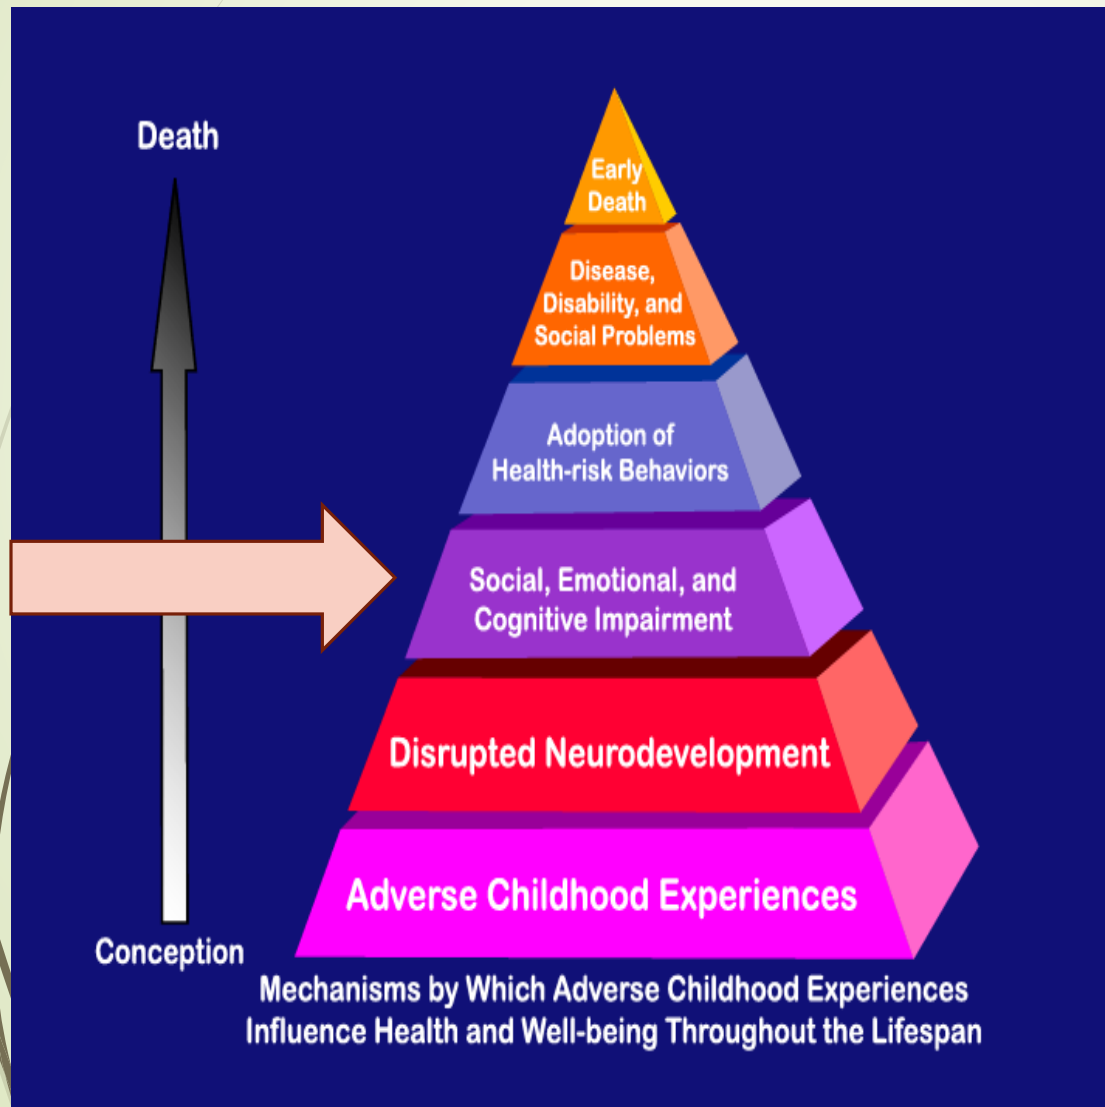 Death
Early
Death
Disease,
Disability, and
Social Problems
Adoption of
Health-risk Behaviors
Social, Emotional, and
Cognitive Impairment
Disrupted Neurodevelopment
Adverse Childhood Experiences
Conception
Mechanisms by Which Adverse Childhood Experiences
Influence Health and Well-being Throughout the Lifespan